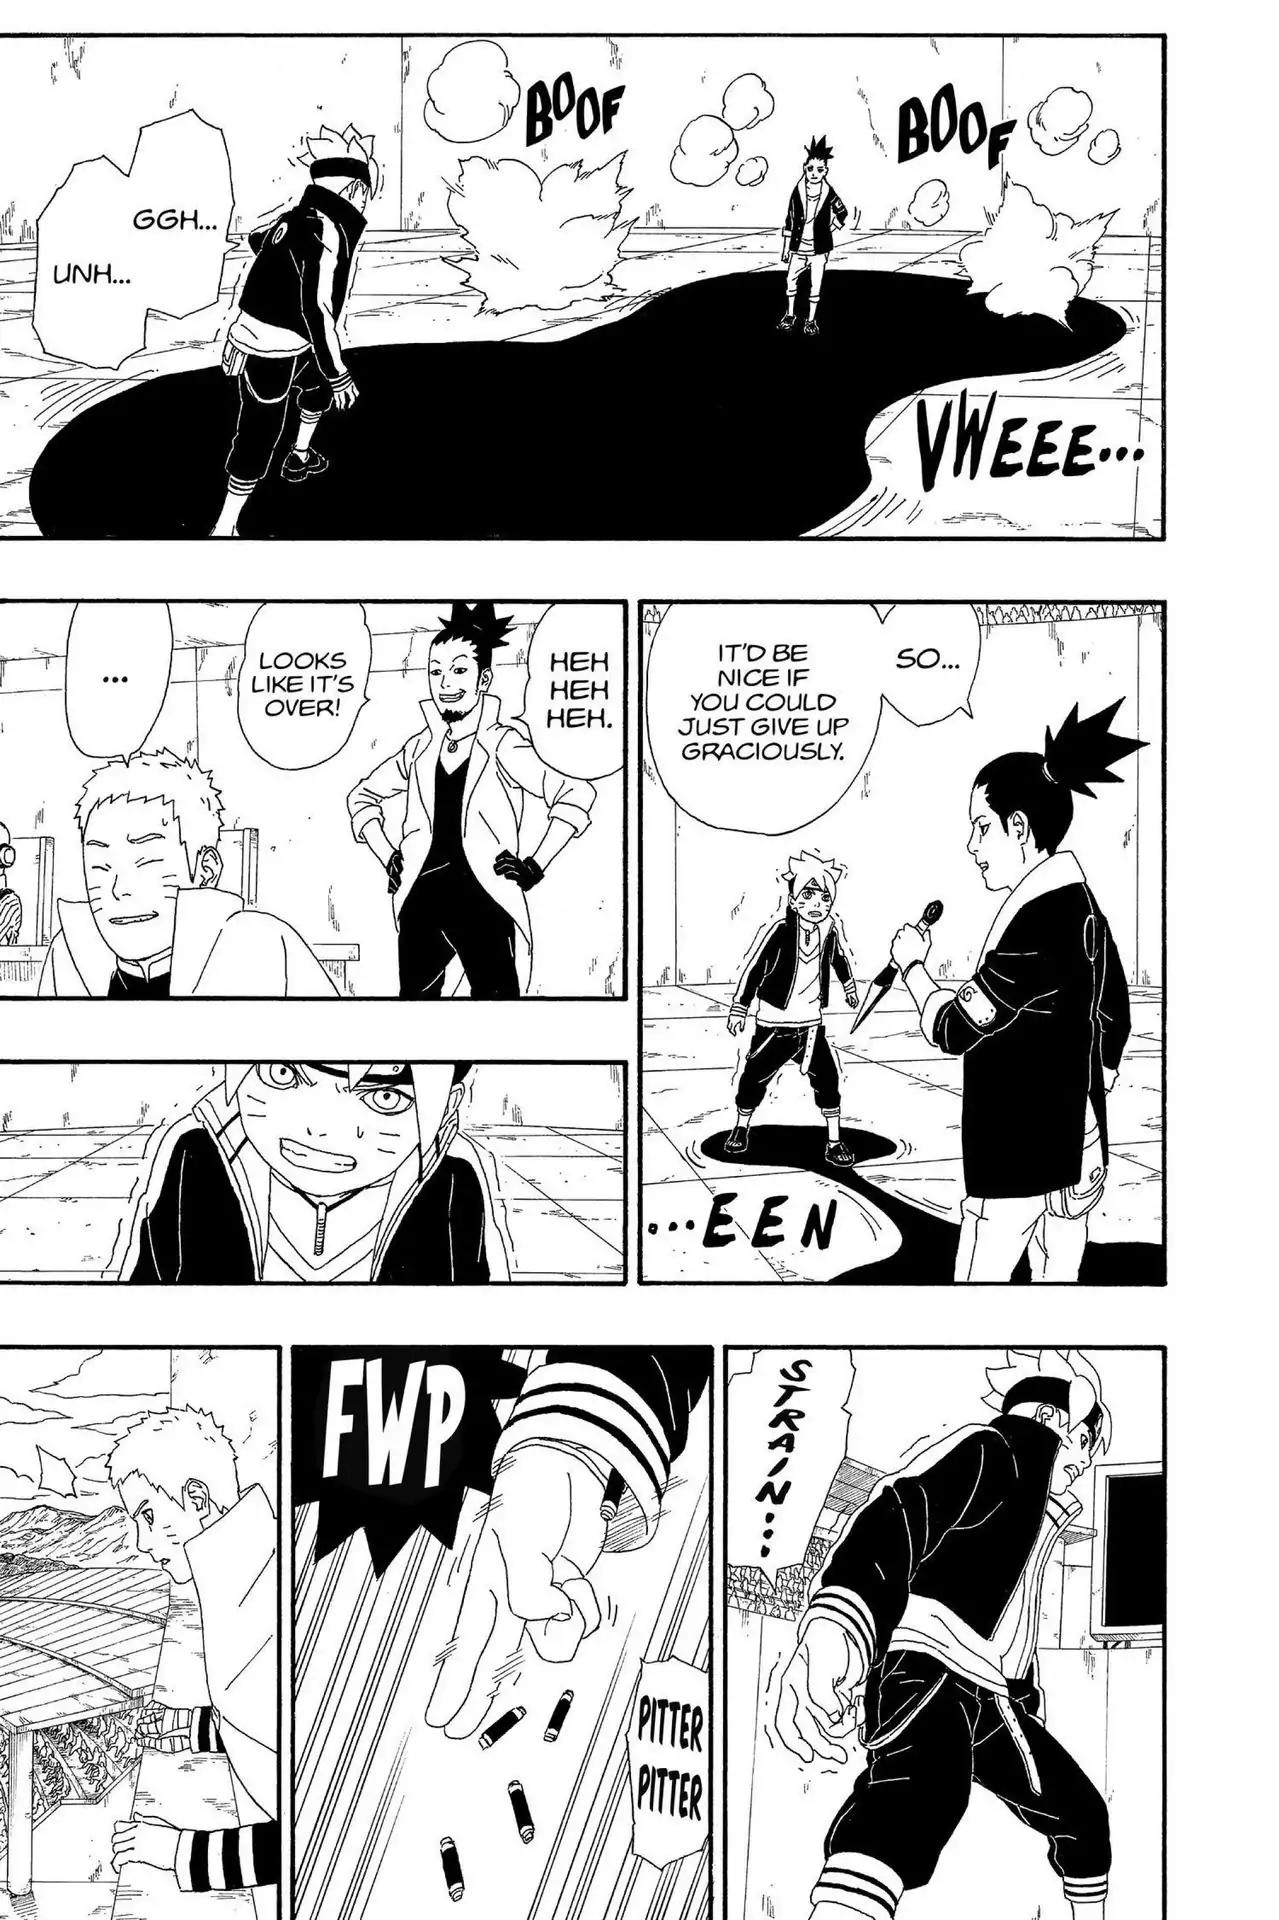 BOOF
BOOF
GGH...
UNH...
VWEEE...
SO...
IT'D BE
NICE IF
YOU COULD
JUST GIVE UP
GRACIOUSLY.
...EEN
HEH
HEH
HEH.
LOOKS
LIKE IT'S
OVER!
...
STRAIN...
FWP
PITTER
PITTER